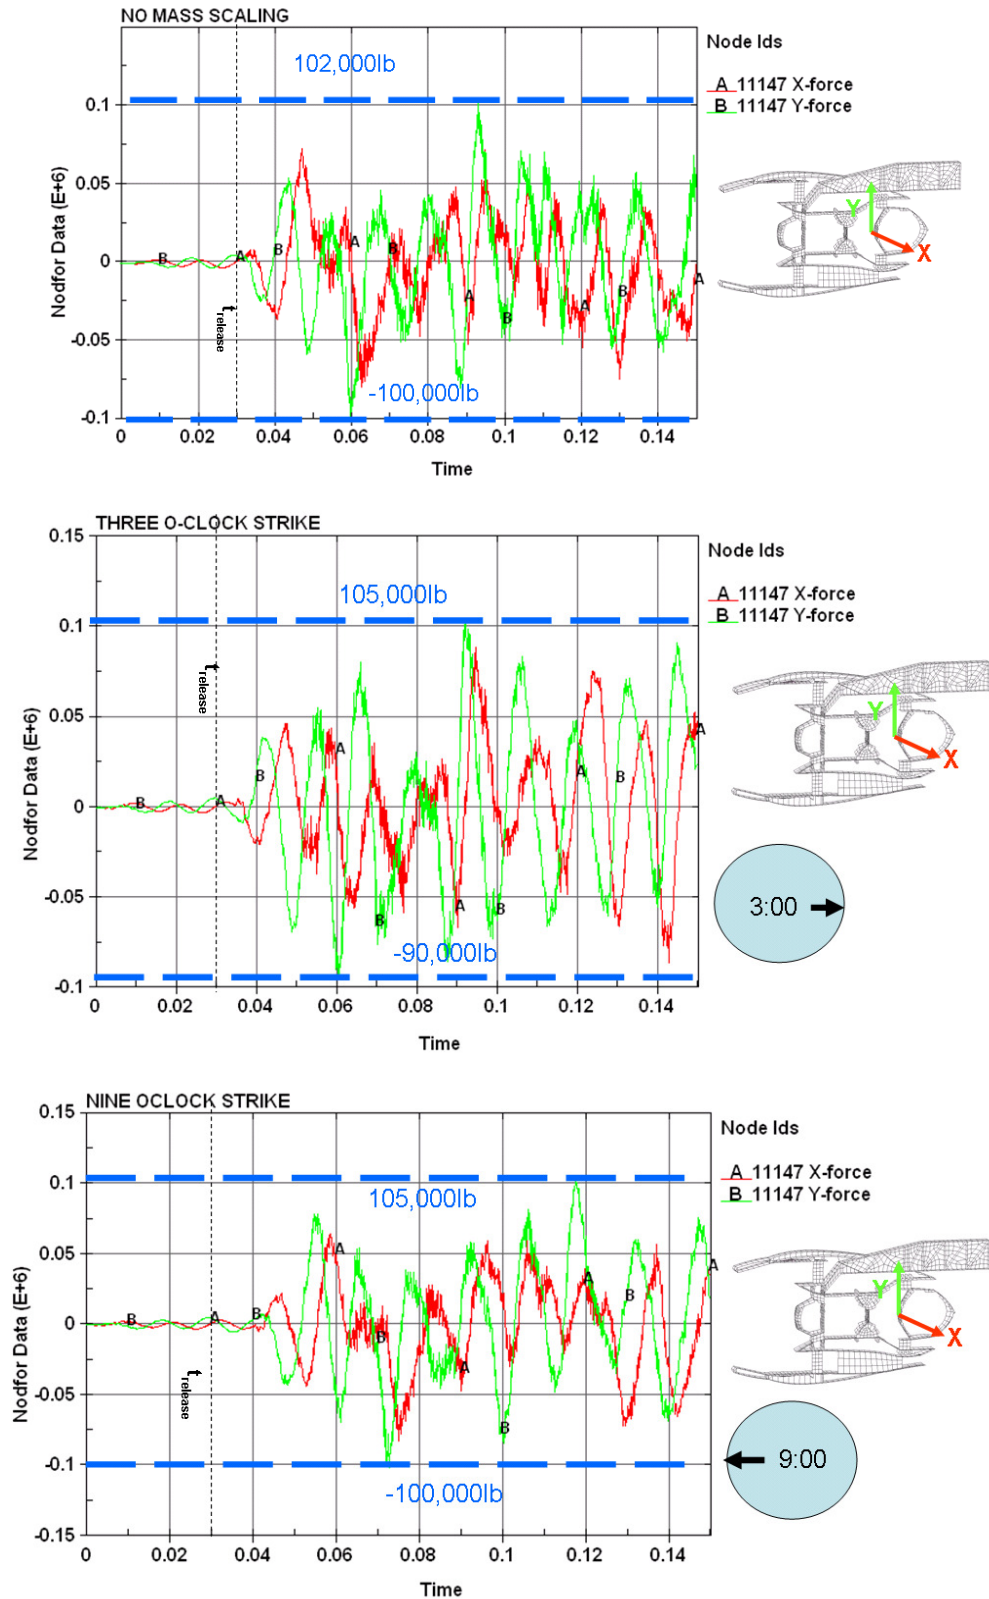 NO MASS SCALING
102,000lb
Node Ids
A 11147 X-force
B 11147 Y-force
0.1
0.05
0
-0.05
-0.1
Nodfor Data (E+6)
B
A
B
A
B
A
B
A
B
A
t release
-100,000lb
0 0.02 0.04 0.06 0.08 0.1 0.12 0.14
Time
Y
X
THREE O-CLOCK STRIKE
105,000lb
Node Ids
A 11147 X-force
B 11147 Y-force
0.15
0.1
0.05
0
-0.05
-0.1
Nodfor Data (E+6)
t release
B
A
B
A
B
A
B
A
B
A
-90,000lb
0 0.02 0.04 0.06 0.08 0.1 0.12 0.14
Time
Y
X
3:00
NINE OCLOCK STRIKE
105,000lb
Node Ids
A 11147 X-force
B 11147 Y-force
0.15
0.1
0.05
0
-0.05
-0.1
-0.15
Nodfor Data (E+6)
B
A
B
A
B
A
B
A
B
A
t release
-100,000lb
0 0.02 0.04 0.06 0.08 0.1 0.12 0.14
Time
Y
X
9:00